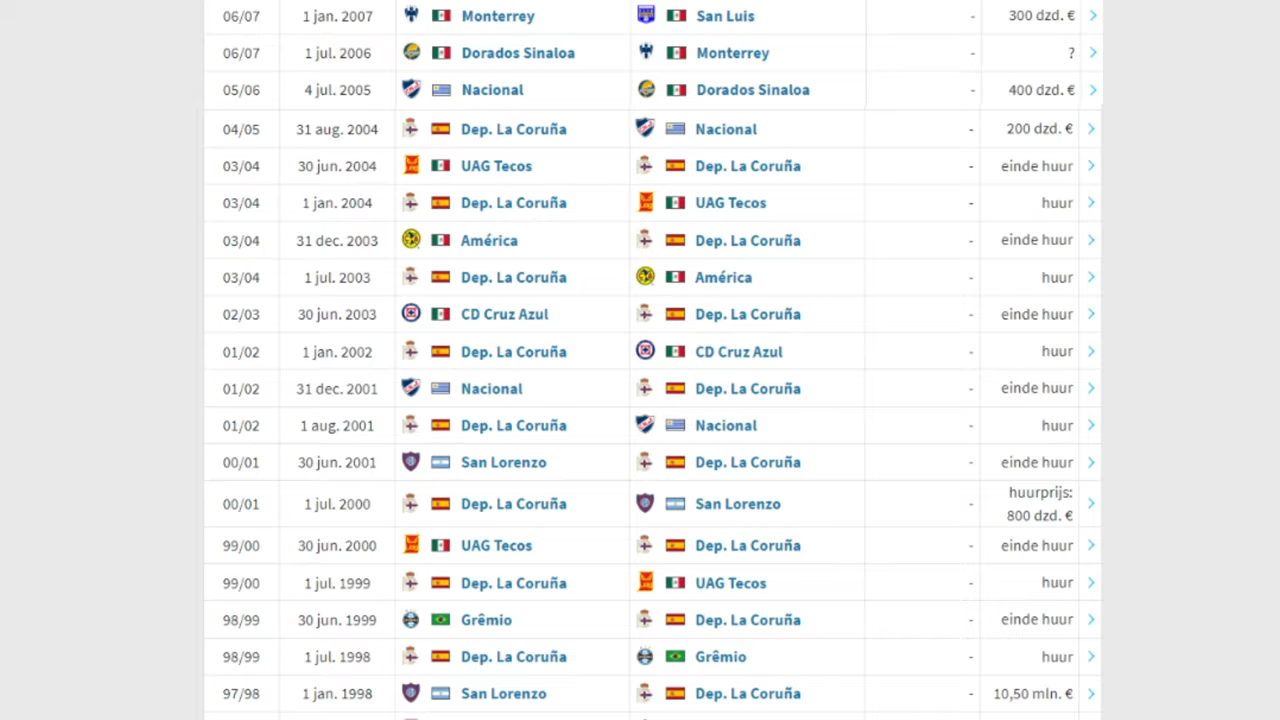 06/07 1 jan. 2007 Monterrey San Luis - 300 dzd. €
06/07 1 jul. 2006 Dorados Sinaloa Monterrey - ?
05/06 4 jul. 2005 Nacional Dorados Sinaloa - 400 dzd. €
04/05 31 aug. 2004 Dep. La Coruña Nacional - 200 dzd. €
03/04 30 jun. 2004 UAG Tecos Dep. La Coruña - einde huur
03/04 1 jan. 2004 Dep. La Coruña UAG Tecos - huur
03/04 31 dec. 2003 América Dep. La Coruña - einde huur
03/04 1 jul. 2003 Dep. La Coruña América - huur
02/03 30 jun. 2003 CD Cruz Azul Dep. La Coruña - einde huur
01/02 1 jan. 2002 Dep. La Coruña CD Cruz Azul - huur
01/02 31 dec. 2001 Nacional Dep. La Coruña - einde huur
01/02 1 aug. 2001 Dep. La Coruña Nacional - huur
00/01 30 jun. 2001 San Lorenzo Dep. La Coruña - einde huur
00/01 1 jul. 2000 Dep. La Coruña San Lorenzo - huurprijs:
800 dzd. €
99/00 30 jun. 2000 UAG Tecos Dep. La Coruña - einde huur
99/00 1 jul. 1999 Dep. La Coruña UAG Tecos - huur
98/99 30 jun. 1999 Grêmio Dep. La Coruña - einde huur
98/99 1 jul. 1998 Dep. La Coruña Grêmio - huur
97/98 1 jan. 1998 San Lorenzo Dep. La Coruña - 10,50 mln. €